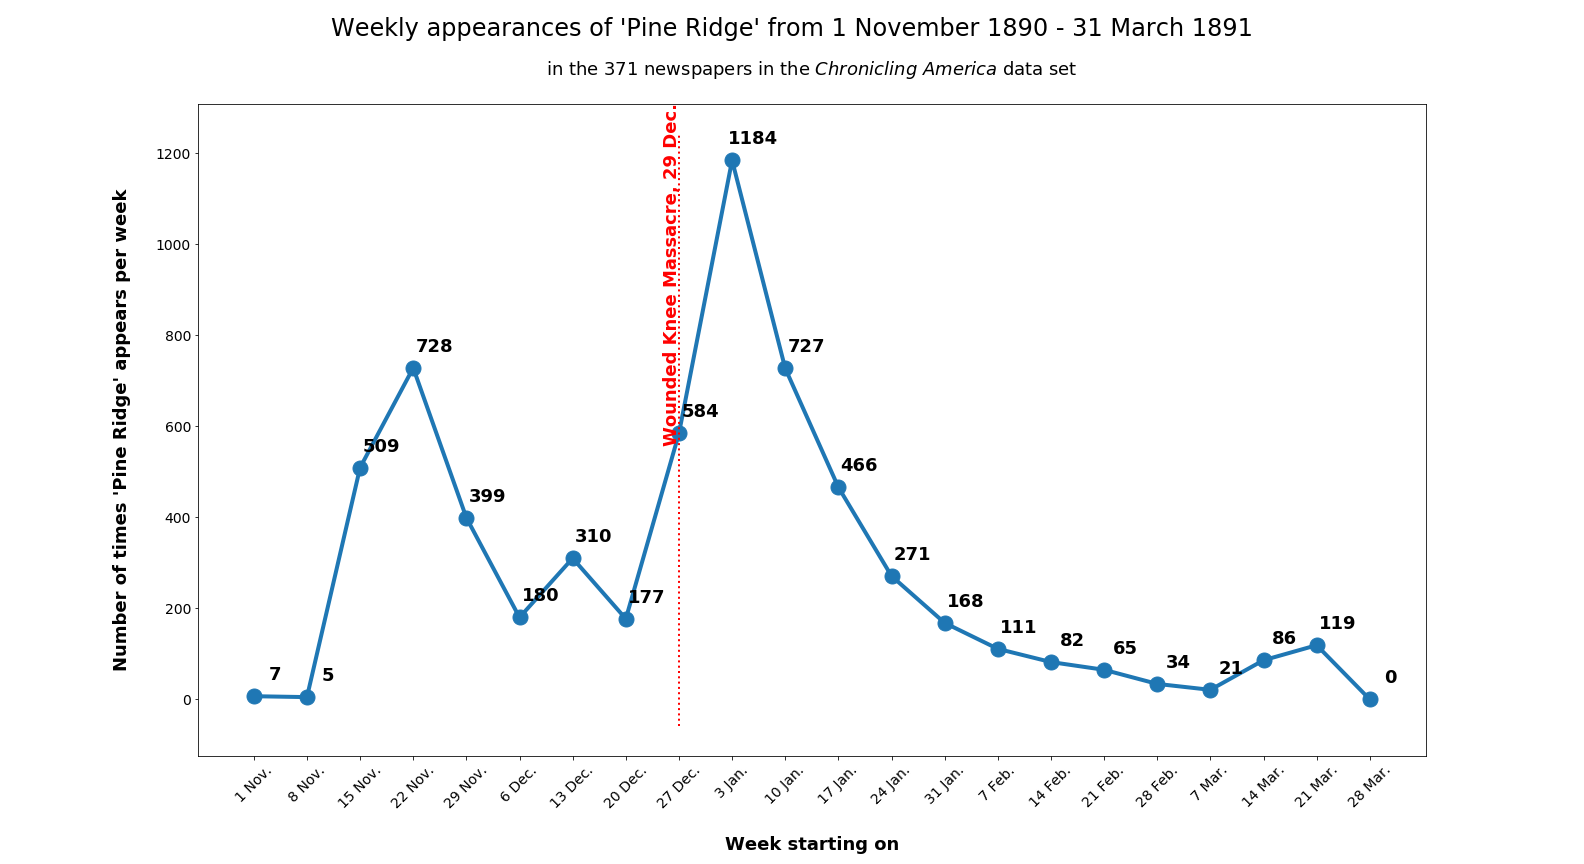 Weekly appearances of 'Pine Ridge' from 1 November 1890 - 31 March 1891
in the 371 newspapers in the Chronicling America data set
Number of times 'Pine Ridge' appears per week
1200
1000
800
600
400
200
0
Wounded Knee Massacre, 29 Dec.
7
5
509
728
399
180
310
177
584
1184
727
466
271
168
111
82
65
34
21
86
119
0
1 Nov.
8 Nov.
15 Nov.
22 Nov.
29 Nov.
6 Dec.
13 Dec.
20 Dec.
27 Dec.
3 Jan.
10 Jan.
17 Jan.
24 Jan.
31 Jan.
7 Feb.
14 Feb.
21 Feb.
28 Feb.
7 Mar.
14 Mar.
21 Mar.
28 Mar.
Week starting on